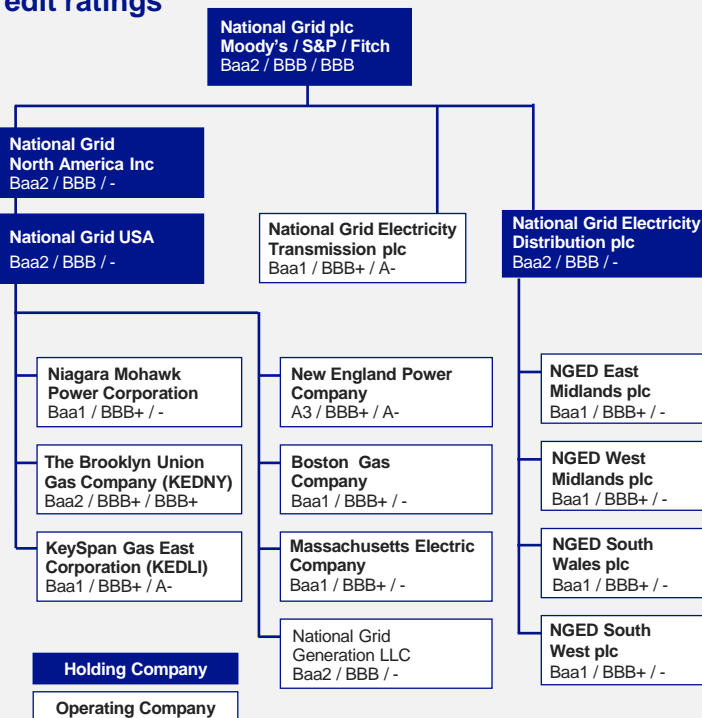 edit ratings
National Grid plc
Moody's / S&P / Fitch
Baa2 / BBB / BBB
National Grid
North America Inc
Baa2 / BBB / -
National Grid USA
Baa2 / BBB / -
National Grid Electricity
Transmission plc
Baa1 / BBB+ / A-
National Grid Electricity
Distribution plc
Baa2 / BBB / -
Niagara Mohawk
Power Corporation
Baa1 / BBB+ / -
The Brooklyn Union
Gas Company (KEDNY)
Baa2 / BBB+ / BBB+
KeySpan Gas East
Corporation (KEDLI)
Baa1 / BBB+ / A-
New England Power
Company
A3 / BBB+ / A-
Boston Gas
Company
Baa1 / BBB+ / -
Massachusetts Electric
Company
Baa1 / BBB+ / -
National Grid
Generation LLC
Baa2 / BBB / -
NGED East
Midlands plc
Baa1 / BBB+ / -
NGED West
Midlands plc
Baa1 / BBB+ / -
NGED South
Wales plc
Baa1 / BBB+ / -
NGED South
West plc
Baa1 / BBB+ / -
Holding Company
Operating Company